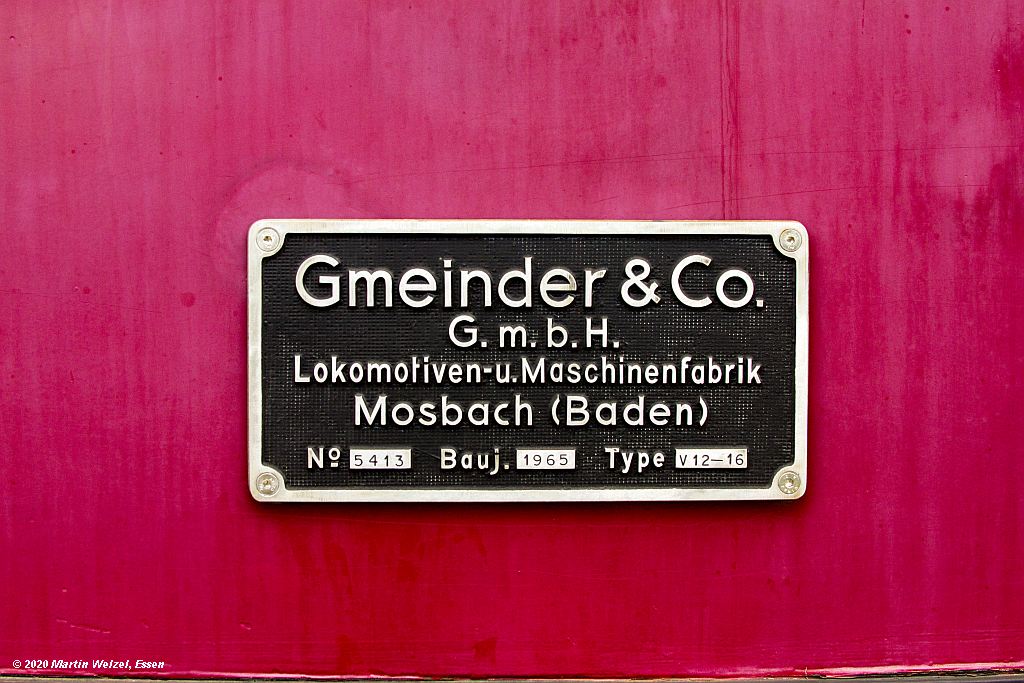 Gmeinder & Co.
G. m. b. H.
Lokomotiven-u. Maschinenfabrik
Mosbach (Baden)
Nº 5413 Bauj. 1965 Type V12-16
© 2020 Martin Welzel, Essen